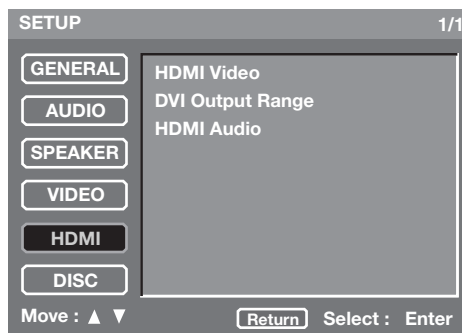 SETUP 1/1
GENERAL
AUDIO
SPEAKER
VIDEO
HDMI
DISC
HDMI Video
DVI Output Range
HDMI Audio
Move : ▲ ▼ Return Select : Enter